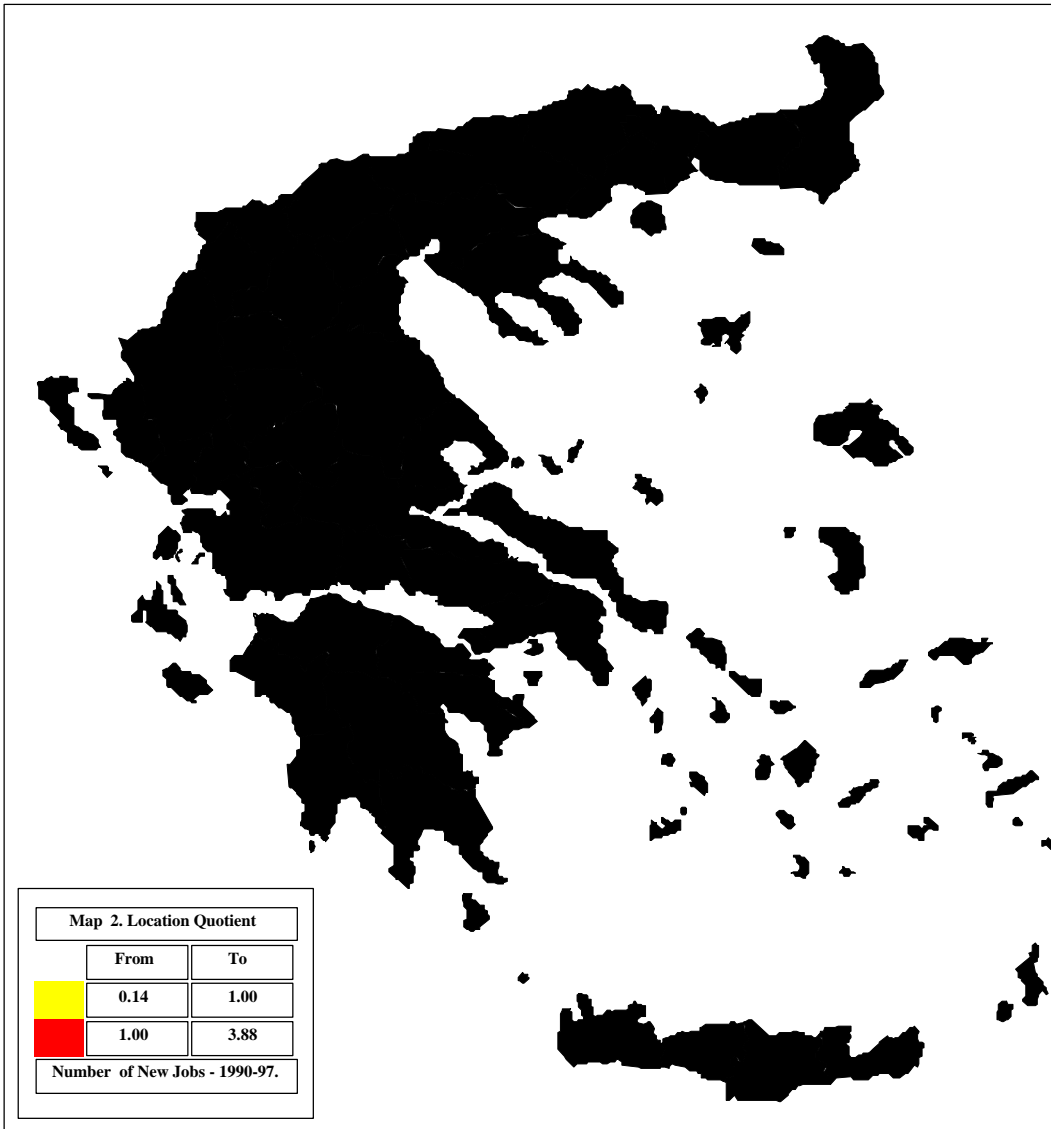 Map 2. Location Quotient
From To
0.14 1.00
1.00 3.88
Number of New Jobs - 1990-97.